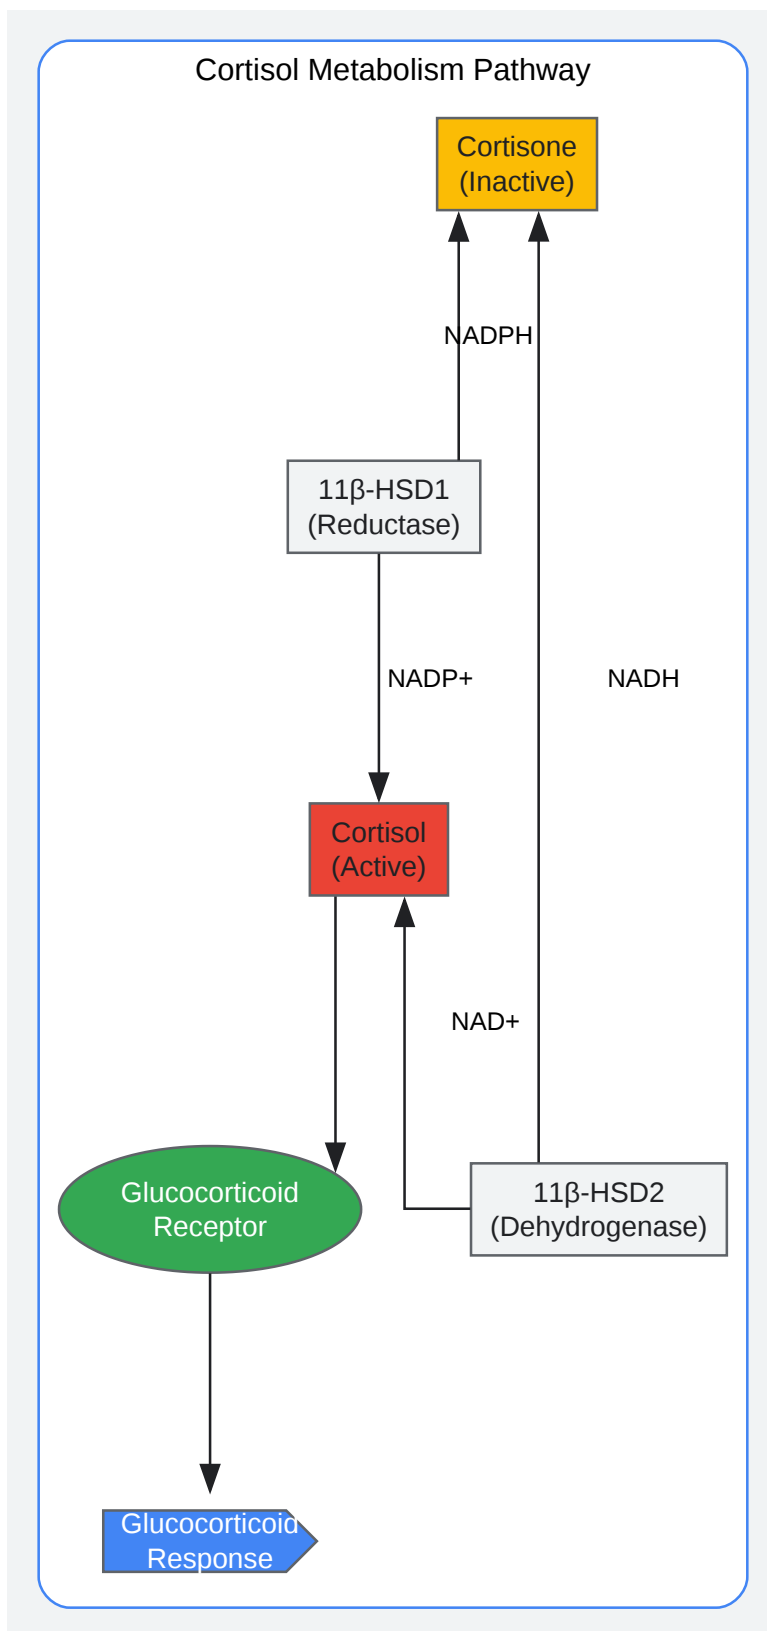 Cortisol Metabolism Pathway
Cortisone
(Inactive)
NADPH
11β-HSD1
(Reductase)
NADP+
NADH
Cortisol
(Active)
NAD+
Glucocorticoid
Receptor
11β-HSD2
(Dehydrogenase)
Glucocorticoid
Response